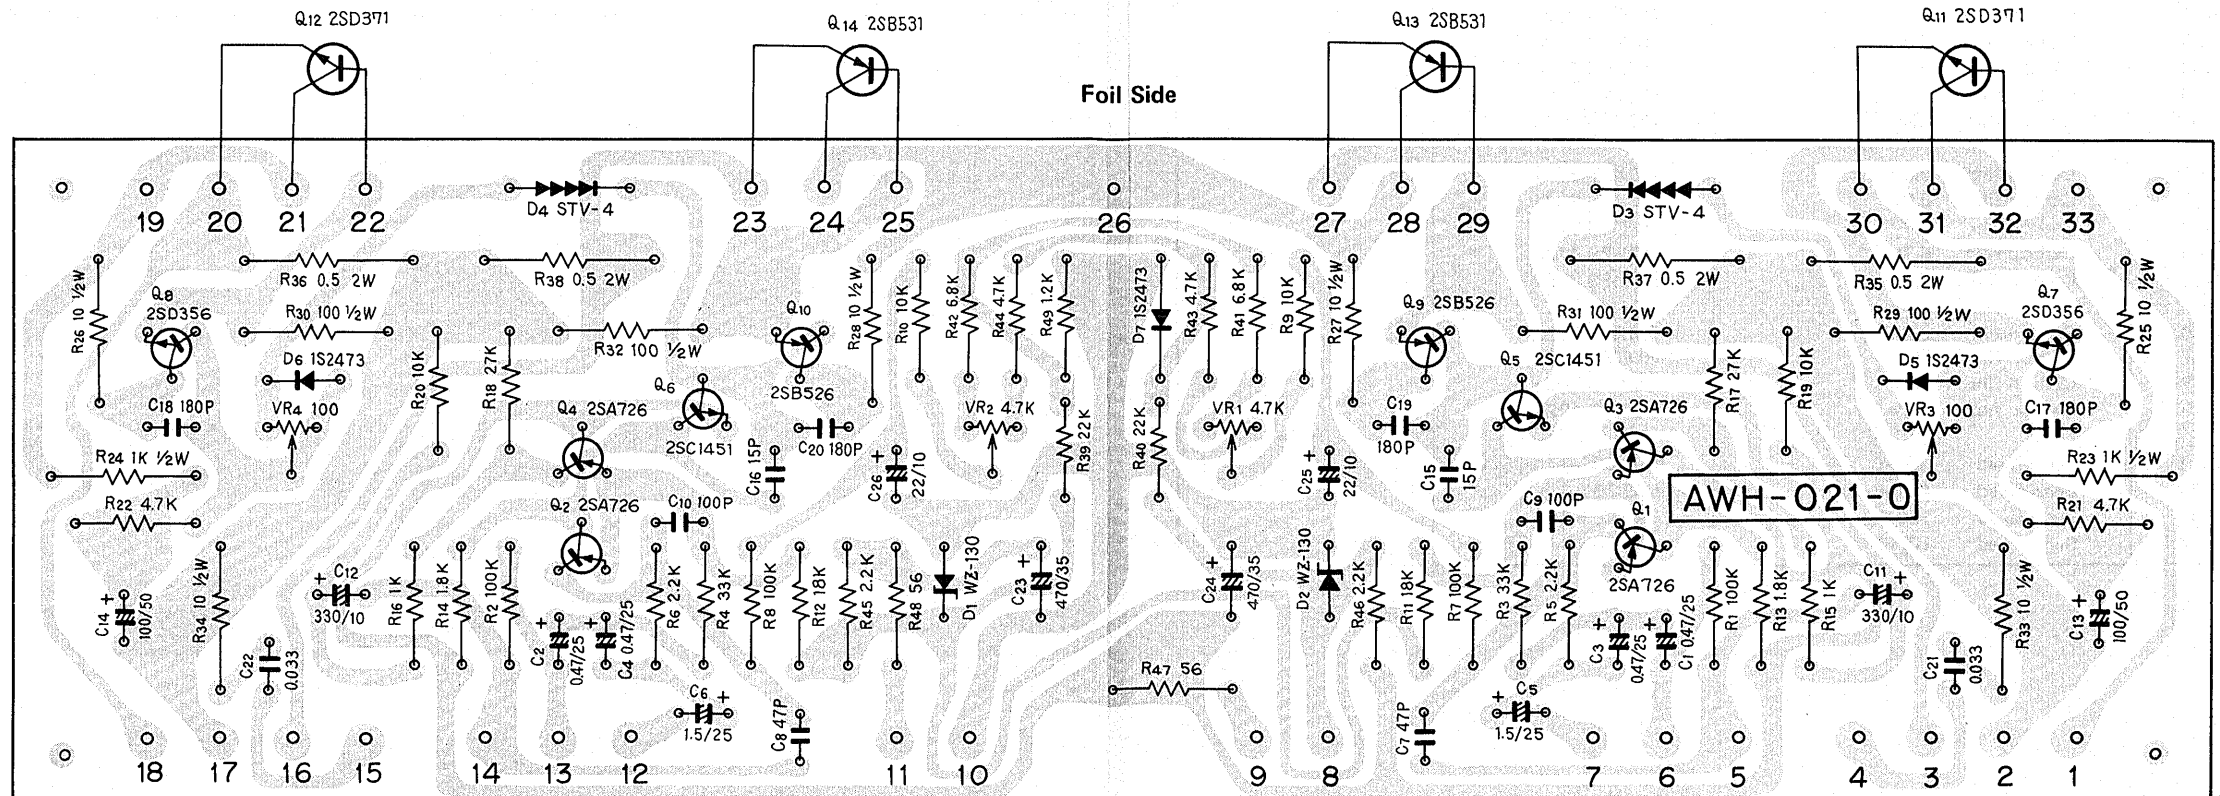 Q12 2SD371
Q14 2SB531
Q13 2SB531
Q11 2SD371
Foil Side
19 20 21 22 23 24 25 26 27 28 29 30 31 32 33
D4 STV-4
D3 STV-4
R36 0.5 2W
R38 0.5 2W
R37 0.5 2W
R35 0.5 2W
R26 10 ½W
Q8
2SD356
R30 100 ½W
D6 1S2473
C18 180P
VR4 100
R24 1K ½W
R22 4.7K
R20 10K
R18 27K
R32 100 ½W
Q4 2SA726
Q6
2SC1451
Q10
2SB526
C20 180P
C16 15P
R28 10 ½W
R10 10K
R42 6.8K
R44 4.7K
R49 1.2K
VR2 4.7K
C26 + 22/10
R39 22K
D7 1S2473
R43 4.7K
R41 6.8K
R9 10K
R27 10 ½W
R40 22K
VR1 4.7K
C25 + 22/10
Q9 2SB526
C19
180P
C15 15P
R31 100 ½W
Q5
2SC1451
Q3 2SA726
R17 27K
R19 10K
R29 100 ½W
D5 1S2473
VR3 100
Q7
2SD356
R25 10 ½W
C17 180P
R23 1K ½W
R21 4.7K
AWH-021-0
Q2 2SA726
C10 100P
C9 100P
Q1
2SA726
C14 + 100/50
R34 10 ½W
C22 0.033
+ C12
330/10
R16 1K
R14 1.8K
R2 100K
C2 + 0.47/25
C4 + 0.47/25
R6 2.2K
R4 33K
R8 100K
R12 18K
R45 2.2K
R48 56
D1 WZ-130
C23 + 470/35
C6 +
1.5/25
C8 47P
R47 56
C24 + 470/35
D2 WZ-130
R46 2.2K
R11 18K
R7 100K
R3 33K
R5 2.2K
C7 47P
+ C5
1.5/25
C3 + 0.47/25
C1 + 0.47/25
R1 100K
R13 1.8K
R15 1K
C11 +
330/10
C21 0.033
R33 10 ½W
C13 + 100/50
18 17 16 15 14 13 12 11 10 9 8 7 6 5 4 3 2 1